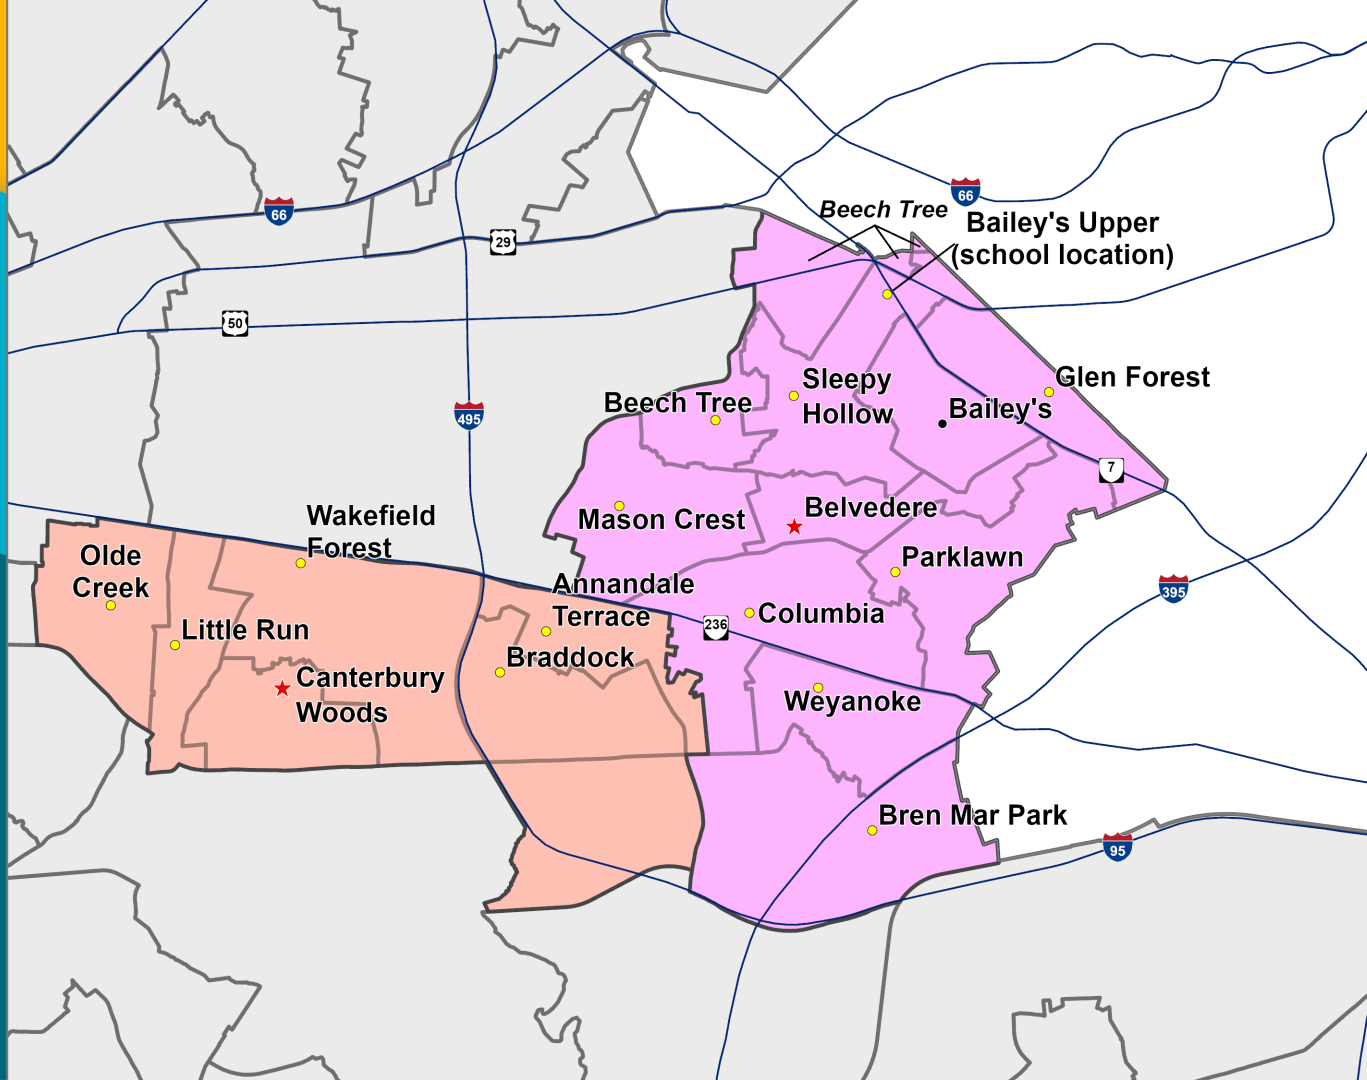 66
Beech Tree
66
Bailey's Upper
(school location)
29
50
Glen Forest
Sleepy
Hollow
Beech Tree
Bailey's
495
7
Wakefield
Forest
Mason Crest
Belvedere
Olde
Creek
Parklawn
Annandale
Terrace
395
Columbia
236
Little Run
Braddock
Canterbury
Woods
Weyanoke
Bren Mar Park
95